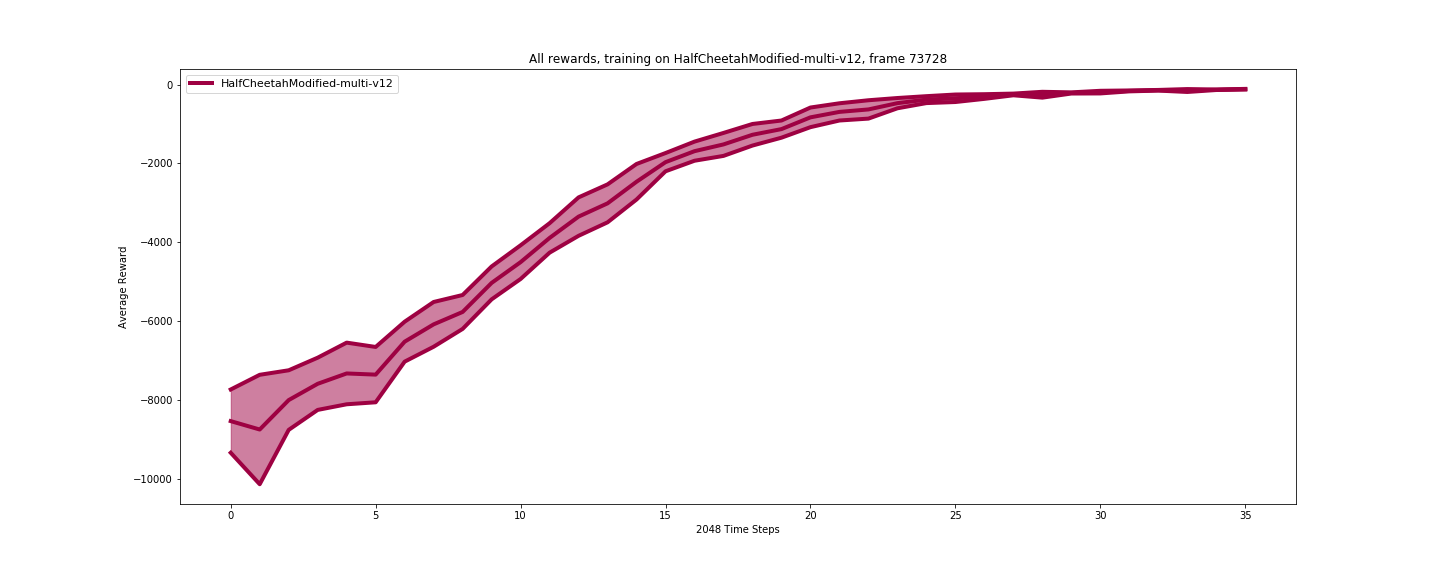 All rewards, training on HalfCheetahModified-multi-v12, frame 73728
HalfCheetahModified-multi-v12
0
−2000
−4000
−6000
−8000
−10000
Average Reward
0 5 10 15 20 25 30 35
2048 Time Steps